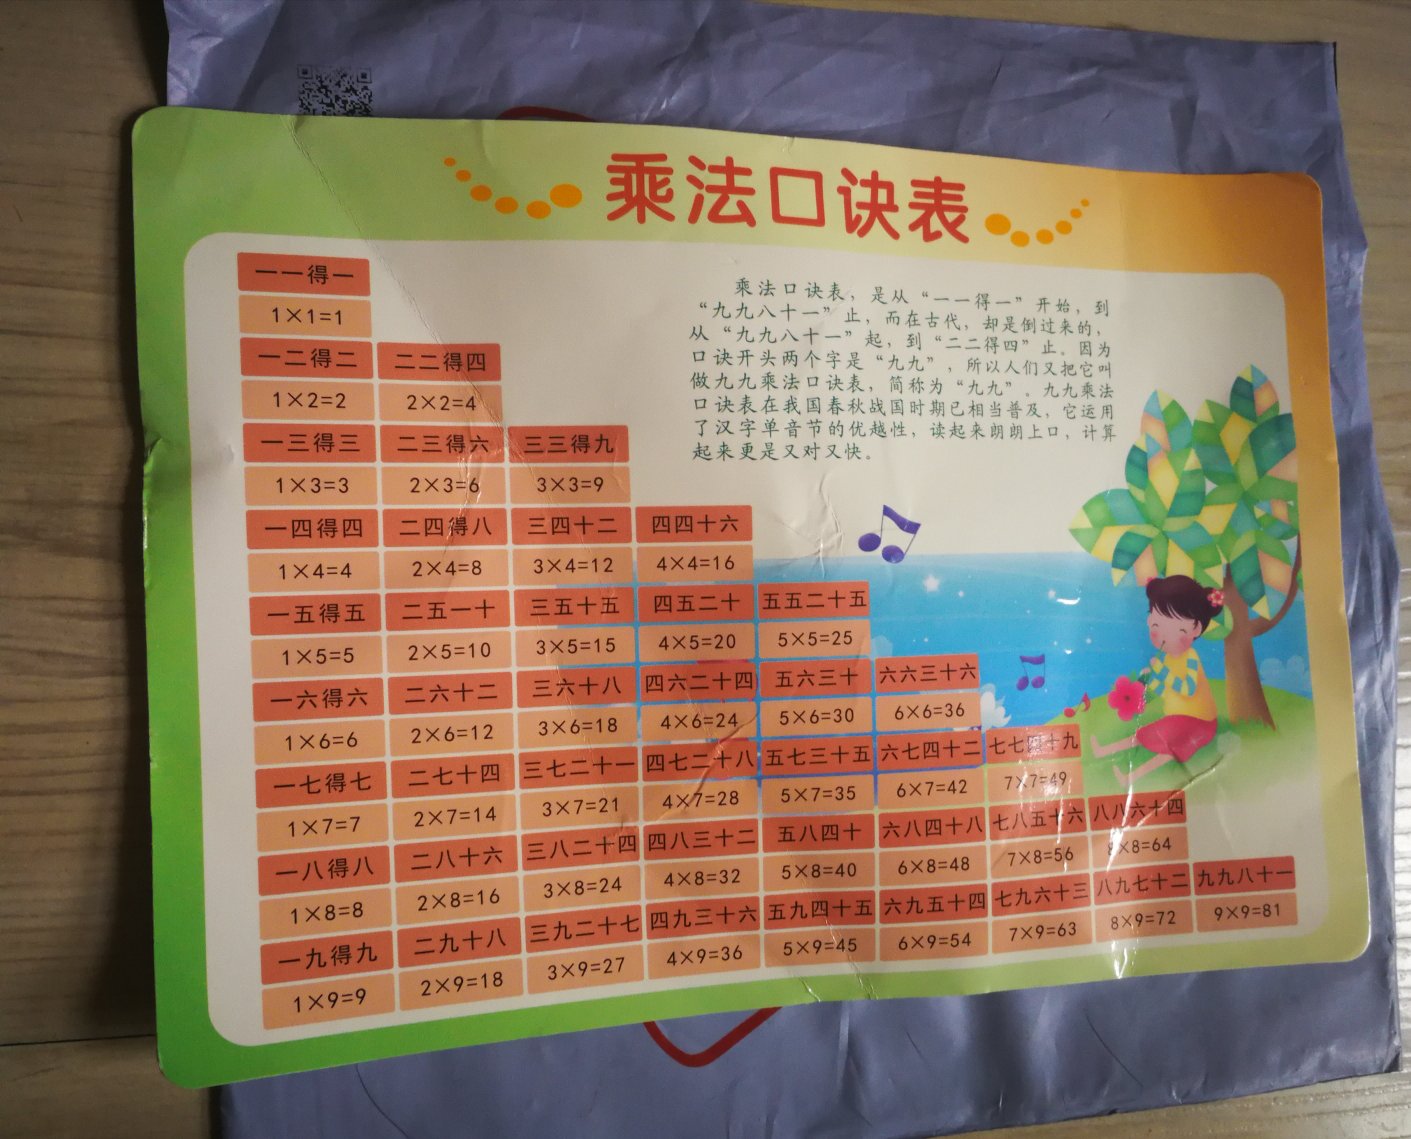 乘法口诀表
乘法口诀表，是从“一一得一”开始，到
“九九八十一”止，而在古代，却是倒过来的，
从“九九八十一”起，到“二二得四”止。因为
口诀开头两个字是“九九”，所以人们又把它叫
做九九乘法口诀表，简称为“九九”。九九乘法
口诀表在我国春秋战国时期已相当普及，它运用
了汉字单音节的优越性，读起来朗朗上口，计算
起来更是又对又快。
一一得一
1×1=1
一二得二 二二得四
1×2=2 2×2=4
一三得三 二三得六 三三得九
1×3=3 2×3=6 3×3=9
一四得四 二四得八 三四十二 四四十六
1×4=4 2×4=8 3×4=12 4×4=16
一五得五 二五一十 三五十五 四五二十 五五二十五
1×5=5 2×5=10 3×5=15 4×5=20 5×5=25
一六得六 二六十二 三六十八 四六二十四 五六三十 六六三十六
1×6=6 2×6=12 3×6=18 4×6=24 5×6=30 6×6=36
一七得七 二七十四 三七二十一 四七二十八 五七三十五 六七四十二 七七四十九
1×7=7 2×7=14 3×7=21 4×7=28 5×7=35 6×7=42 7×7=49
一八得八 二八十六 三八二十四 四八三十二 五八四十 六八四十八 七八五十六 八八六十四
1×8=8 2×8=16 3×8=24 4×8=32 5×8=40 6×8=48 7×8=56 8×8=64
一九得九 二九十八 三九二十七 四九三十六 五九四十五 六九五十四 七九六十三 八九七十二 九九八十一
1×9=9 2×9=18 3×9=27 4×9=36 5×9=45 6×9=54 7×9=63 8×9=72 9×9=81